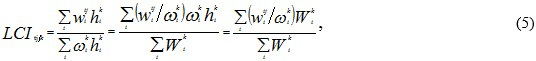 LCI_{ijk} = \frac{\sum_i w_i^{ij} h_i^k}{\sum_i \omega_i^k h_i^k} = \frac{\sum_i (w_i^{ij}/\omega_i^k) \omega_i^k h_i^k}{\sum_i W_i^k} = \frac{\sum_i (w_i^{ij}/\omega_i^k) W_i^k}{\sum_i W_i^k}, (5)